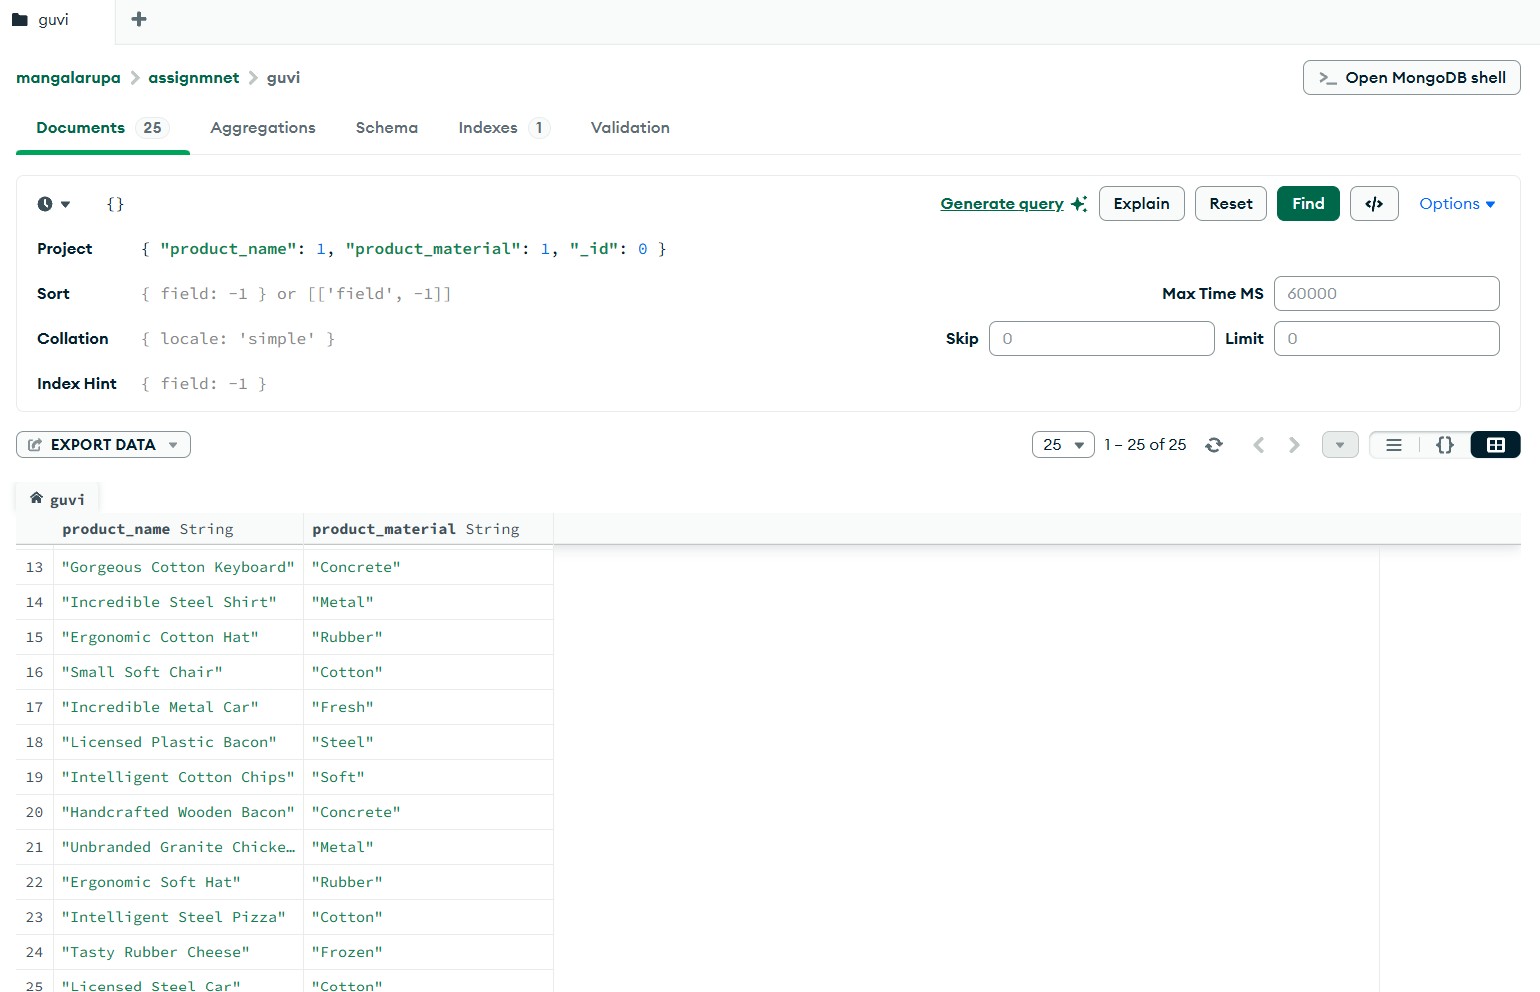 guvi
mangalarupa assignmnet guvi
>_ Open MongoDB shell
Documents 25 Aggregations Schema Indexes 1 Validation
{} Generate query Explain Reset Find </> Options
Project { "product_name": 1, "product_material": 1, "_id": 0 }
Sort { field: -1 } or [['field', -1]] Max Time MS 60000
Collation { locale: 'simple' } Skip 0 Limit 0
Index Hint { field: -1 }
EXPORT DATA 25 1 – 25 of 25 {}
guvi
product_name String product_material String
13 "Gorgeous Cotton Keyboard" "Concrete"
14 "Incredible Steel Shirt" "Metal"
15 "Ergonomic Cotton Hat" "Rubber"
16 "Small Soft Chair" "Cotton"
17 "Incredible Metal Car" "Fresh"
18 "Licensed Plastic Bacon" "Steel"
19 "Intelligent Cotton Chips" "Soft"
20 "Handcrafted Wooden Bacon" "Concrete"
21 "Unbranded Granite Chicke… "Metal"
22 "Ergonomic Soft Hat" "Rubber"
23 "Intelligent Steel Pizza" "Cotton"
24 "Tasty Rubber Cheese" "Frozen"
25 "Licensed Steel Car" "Cotton"